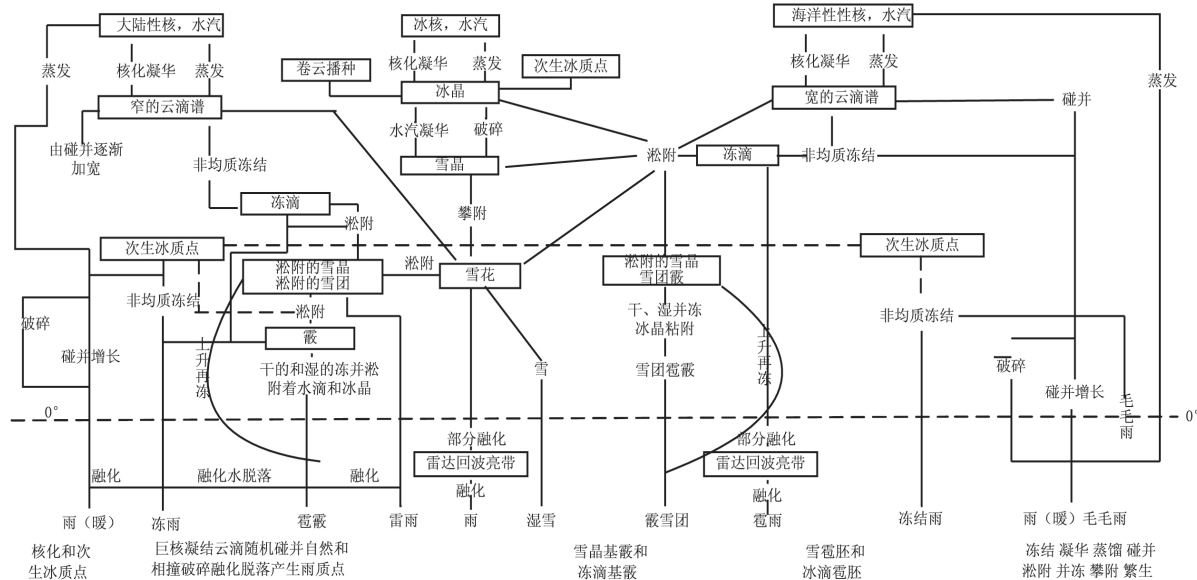 大陆性核，水汽
冰核，水汽
海洋性性核，水汽
蒸发
核化凝华
蒸发
卷云播种
核化凝华
蒸发
次生冰质点
核化凝华
蒸发
蒸发
窄的云滴谱
冰晶
宽的云滴谱
碰并
由碰并逐渐
加宽
非均质冻结
水汽凝华
破碎
雪晶
淞附
冻滴
非均质冻结
冻滴
淞附
攀附
次生冰质点
次生冰质点
淞附的雪晶
淞附的雪团
淞附
雪花
淞附的雪晶
雪团霰
非均质冻结
淞附
干、湿并冻
冰晶粘附
非均质冻结
破碎
霰
碰并增长
上升再冻
干的和湿的冻并淞
附着水滴和冰晶
雪
雪团雹霰
上升再冻
破碎
碰并增长
毛毛雨
0°
0°
部分融化
部分融化
雷达回波亮带
雷达回波亮带
融化
融化水脱落
融化
融化
融化
雨（暖）
冻雨
雹霰
雷雨
雨
湿雪
霰雪团
雹雨
冻结雨
雨（暖）毛毛雨
核化和次
生冰质点
巨核凝结云滴随机碰并自然和
相撞破碎融化脱落产生雨质点
雪晶基霰和
冻滴基霰
雪雹胚和
冰滴雹胚
冻结 凝华 蒸馏 碰并
淞附 并冻 攀附 繁生